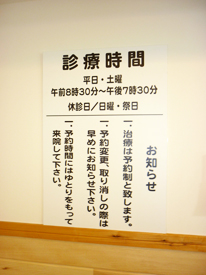 診療時間
平日・土曜
午前8時30分～午後7時30分
休診日／日曜・祭日
お知らせ
一、治療は予約制と致します。
一、予約変更、取り消しの際は
早めにお知らせ下さい。
一、予約時間にはゆとりをもって
来院して下さい。